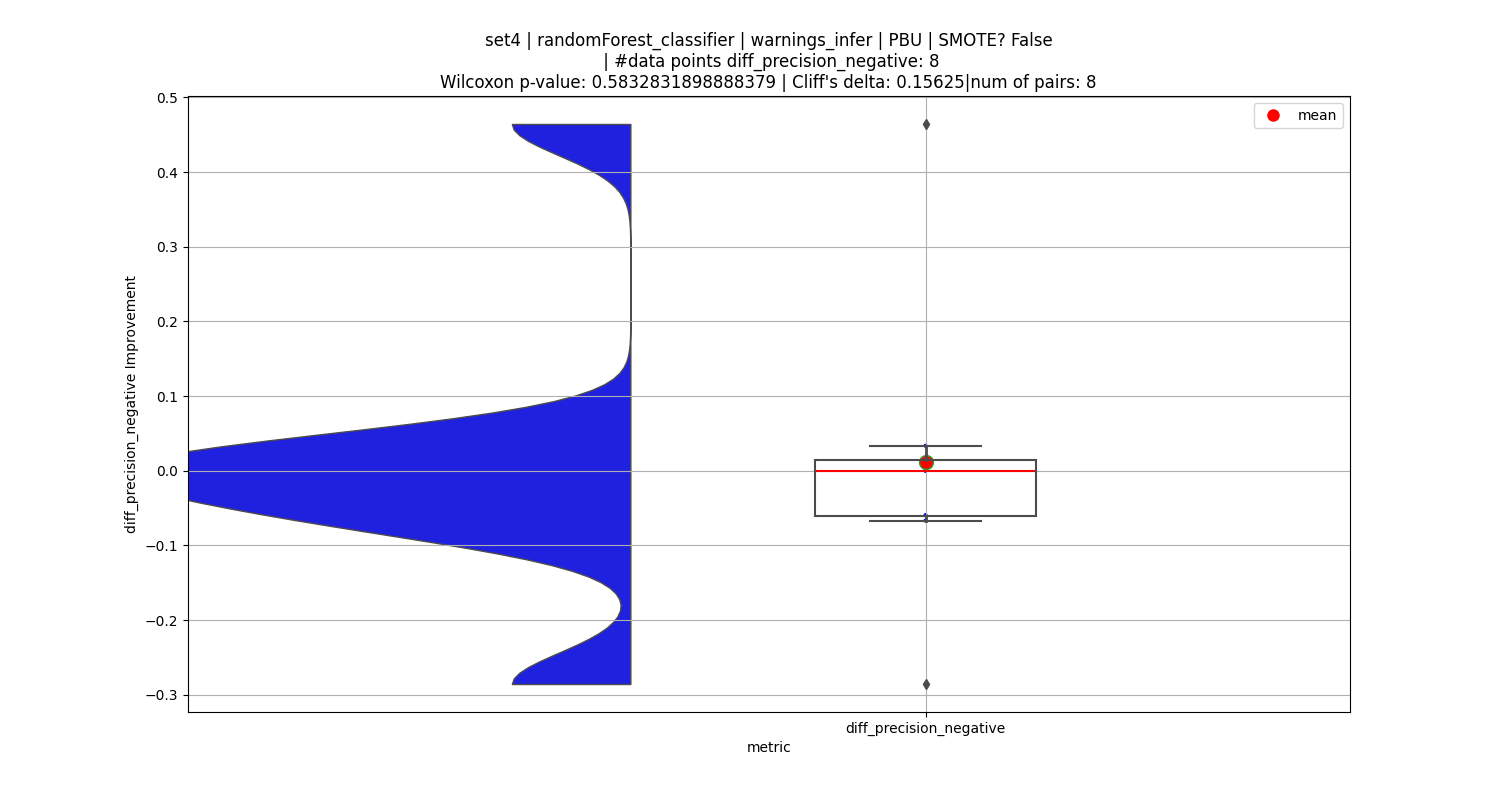 set4 | randomForest_classifier | warnings_infer | PBU | SMOTE? False
| #data points diff_precision_negative: 8
Wilcoxon p-value: 0.5832831898888379 | Cliff's delta: 0.15625|num of pairs: 8
mean
0.5
0.4
0.3
0.2
0.1
0.0
−0.1
−0.2
−0.3
diff_precision_negative Improvement
diff_precision_negative
metric